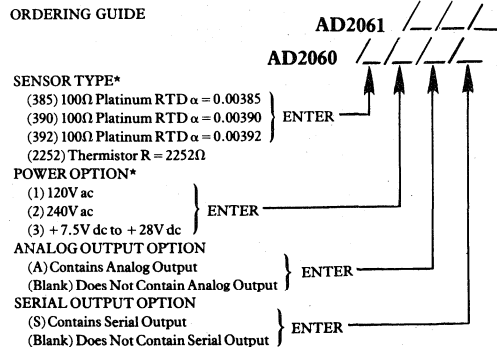 ORDERING GUIDE
AD2061 / / /
AD2060 /_/_/_/_
SENSOR TYPE*
(385) 100Ω Platinum RTD α = 0.00385
(390) 100Ω Platinum RTD α = 0.00390
(392) 100Ω Platinum RTD α = 0.00392
(2252) Thermistor R = 2252Ω
ENTER
POWER OPTION*
(1) 120V ac
(2) 240V ac
(3) +7.5V dc to +28V dc
ENTER
ANALOG OUTPUT OPTION
(A) Contains Analog Output
(Blank) Does Not Contain Analog Output
ENTER
SERIAL OUTPUT OPTION
(S) Contains Serial Output
(Blank) Does Not Contain Serial Output
ENTER